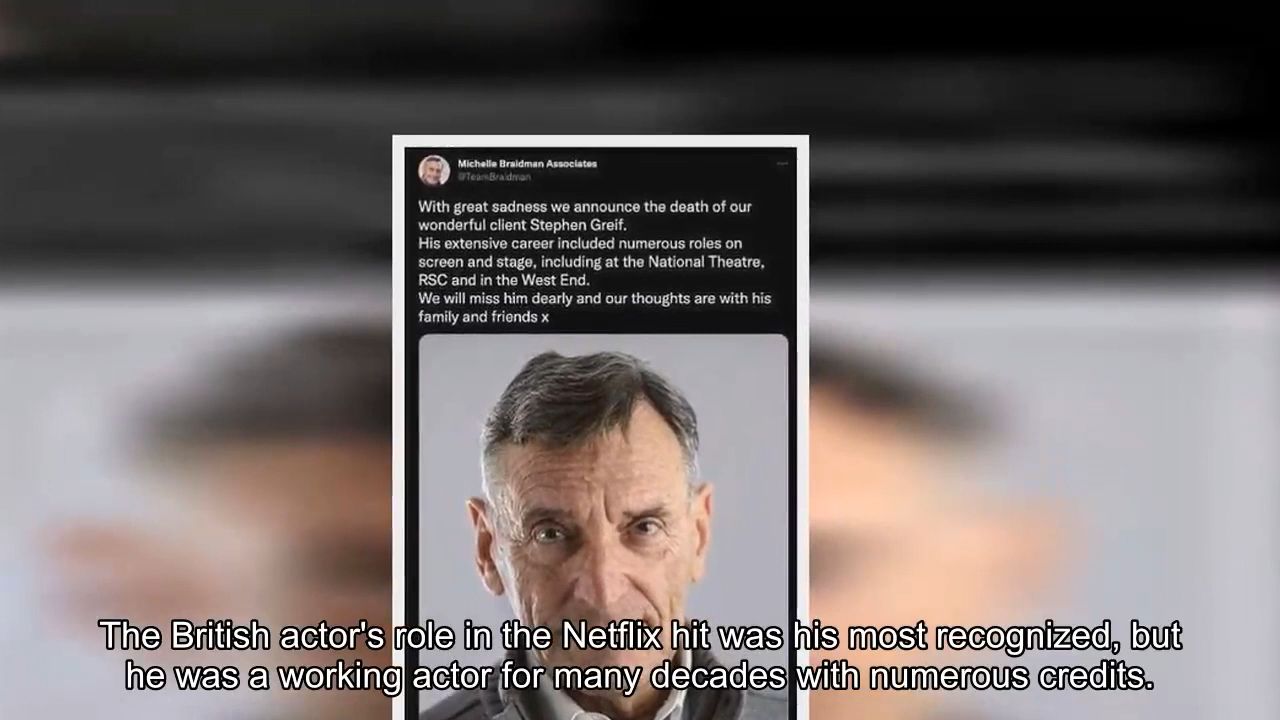 Michelle Braidman Associates
@TeamBraidman
With great sadness we announce the death of our
wonderful client Stephen Greif.
His extensive career included numerous roles on
screen and stage, including at the National Theatre,
RSC and in the West End.
We will miss him dearly and our thoughts are with his
family and friends x
The British actor's role in the Netflix hit was his most recognized, but
he was a working actor for many decades with numerous credits.